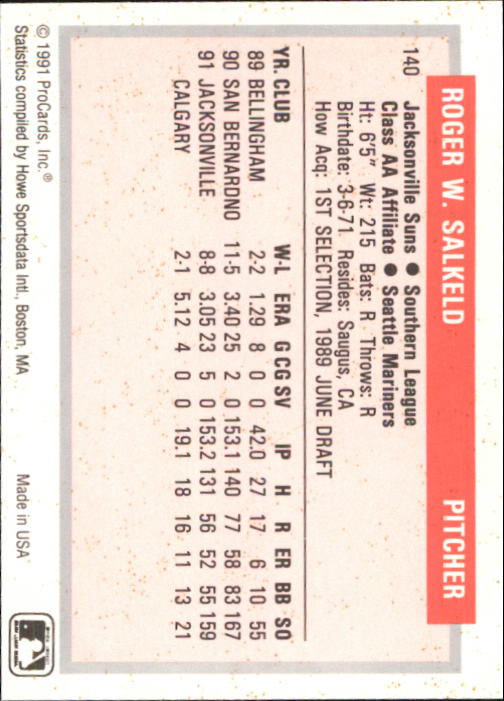 ROGER W. SALKELD PITCHER
140 Jacksonville Suns ● Southern League
Class AA Affiliate ● Seattle Mariners
Ht: 6'5" Wt: 215 Bats: R Throws: R
Birthdate: 3-6-71 Resides: Saugus, CA
How Acq: 1ST SELECTION, 1989 JUNE DRAFT
YR. CLUB W-L ERA G CG SV IP H R ER BB SO
89 BELLINGHAM 2-2 1.29 8 0 0 42.0 27 17 6 10 55
90 SAN BERNARDNO 11-5 3.40 25 2 0 153.1 140 77 58 83 167
91 JACKSONVILLE 8-8 3.05 23 5 0 153.2 131 56 52 55 159
CALGARY 2-1 5.12 4 0 0 19.1 18 16 11 13 21
© 1991 ProCards, Inc.® Made in USA
Statistics compiled by Howe Sportsdata Intl., Boston, MA